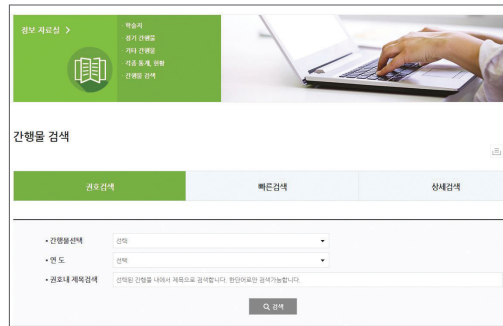 정보 자료실 >
· 학술지
· 정기 간행물
· 기타 간행물
· 각종 통계, 현황
· 간행물 검색
간행물 검색
권호검색
빠른검색
상세검색
• 간행물선택
선택
• 연 도
선택
• 권호내 제목검색
선택된 간행물 내에서 제목으로 검색합니다. 한단어로만 검색가능합니다.
검색